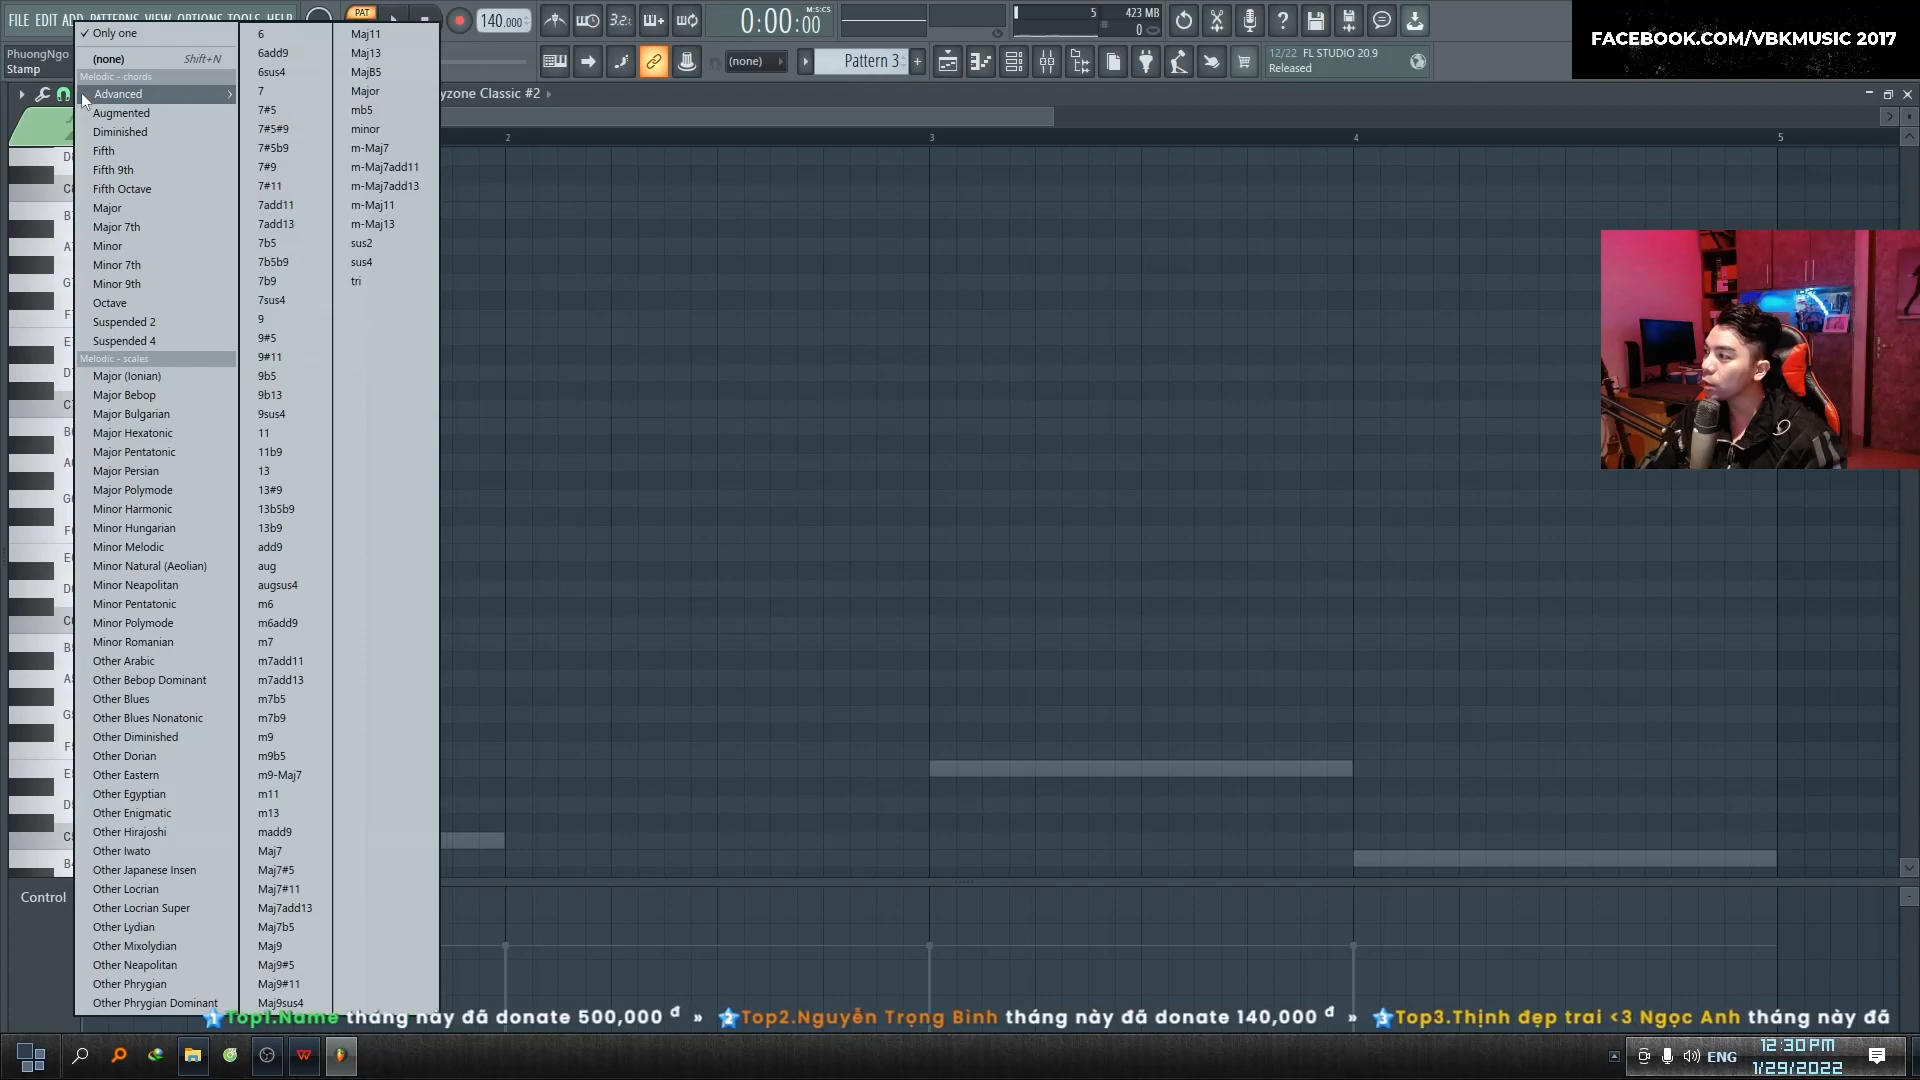 FILE EDIT ADD PATTERNS VIEW OPTIONS TOOLS HELP
PAT
140.000
3.2
0:00:00
M:S:CS
5
423 MB
0
FACEBOOK.COM/VBKMUSIC 2017
PhuongNgo
Stamp
(none)
Pattern 3
12/22 FL STUDIO 20.9
Released
yzone Classic #2
Only one
(none) Shift+N
Melodic - chords
Advanced
Augmented
Diminished
Fifth
Fifth 9th
Fifth Octave
Major
Major 7th
Minor
Minor 7th
Minor 9th
Octave
Suspended 2
Suspended 4
Melodic - scales
Major (Ionian)
Major Bebop
Major Bulgarian
Major Hexatonic
Major Pentatonic
Major Persian
Major Polymode
Minor Harmonic
Minor Hungarian
Minor Melodic
Minor Natural (Aeolian)
Minor Neapolitan
Minor Pentatonic
Minor Polymode
Minor Romanian
Other Arabic
Other Bebop Dominant
Other Blues
Other Blues Nonatonic
Other Diminished
Other Dorian
Other Eastern
Other Egyptian
Other Enigmatic
Other Hirajoshi
Other Iwato
Other Japanese Insen
Other Locrian
Other Locrian Super
Other Lydian
Other Mixolydian
Other Neapolitan
Other Phrygian
Other Phrygian Dominant
6
6add9
6sus4
7
7#5
7#5#9
7#5b9
7#9
7#11
7add11
7add13
7b5
7b5b9
7b9
7sus4
9
9#5
9#11
9b5
9b13
9sus4
11
11b9
13
13#9
13b5b9
13b9
add9
aug
augsus4
m6
m6add9
m7
m7add11
m7add13
m7b5
m7b9
m9
m9b5
m9-Maj7
m11
m13
madd9
Maj7
Maj7#5
Maj7#11
Maj7add13
Maj7b5
Maj9
Maj9#5
Maj9#11
Maj9sus4
Maj11
Maj13
MajB5
Major
mb5
minor
m-Maj7
m-Maj7add11
m-Maj7add13
m-Maj11
m-Maj13
sus2
sus4
tri
2
3
4
5
Control
Top1.Name tháng này đã donate 500,000 đ » Top2.Nguyễn Trọng Bình tháng này đã donate 140,000 đ » Top3.Thịnh đẹp trai <3 Ngọc Anh tháng này đã
ENG
12:30 PM
1/29/2022